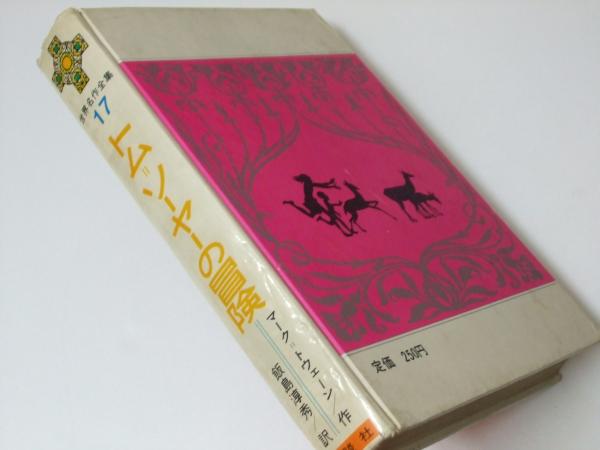 世界名作全集
17
トム=ソーヤーの冒険
マーク=トウェーン／作
飯島淳秀／訳
社
定価 250円